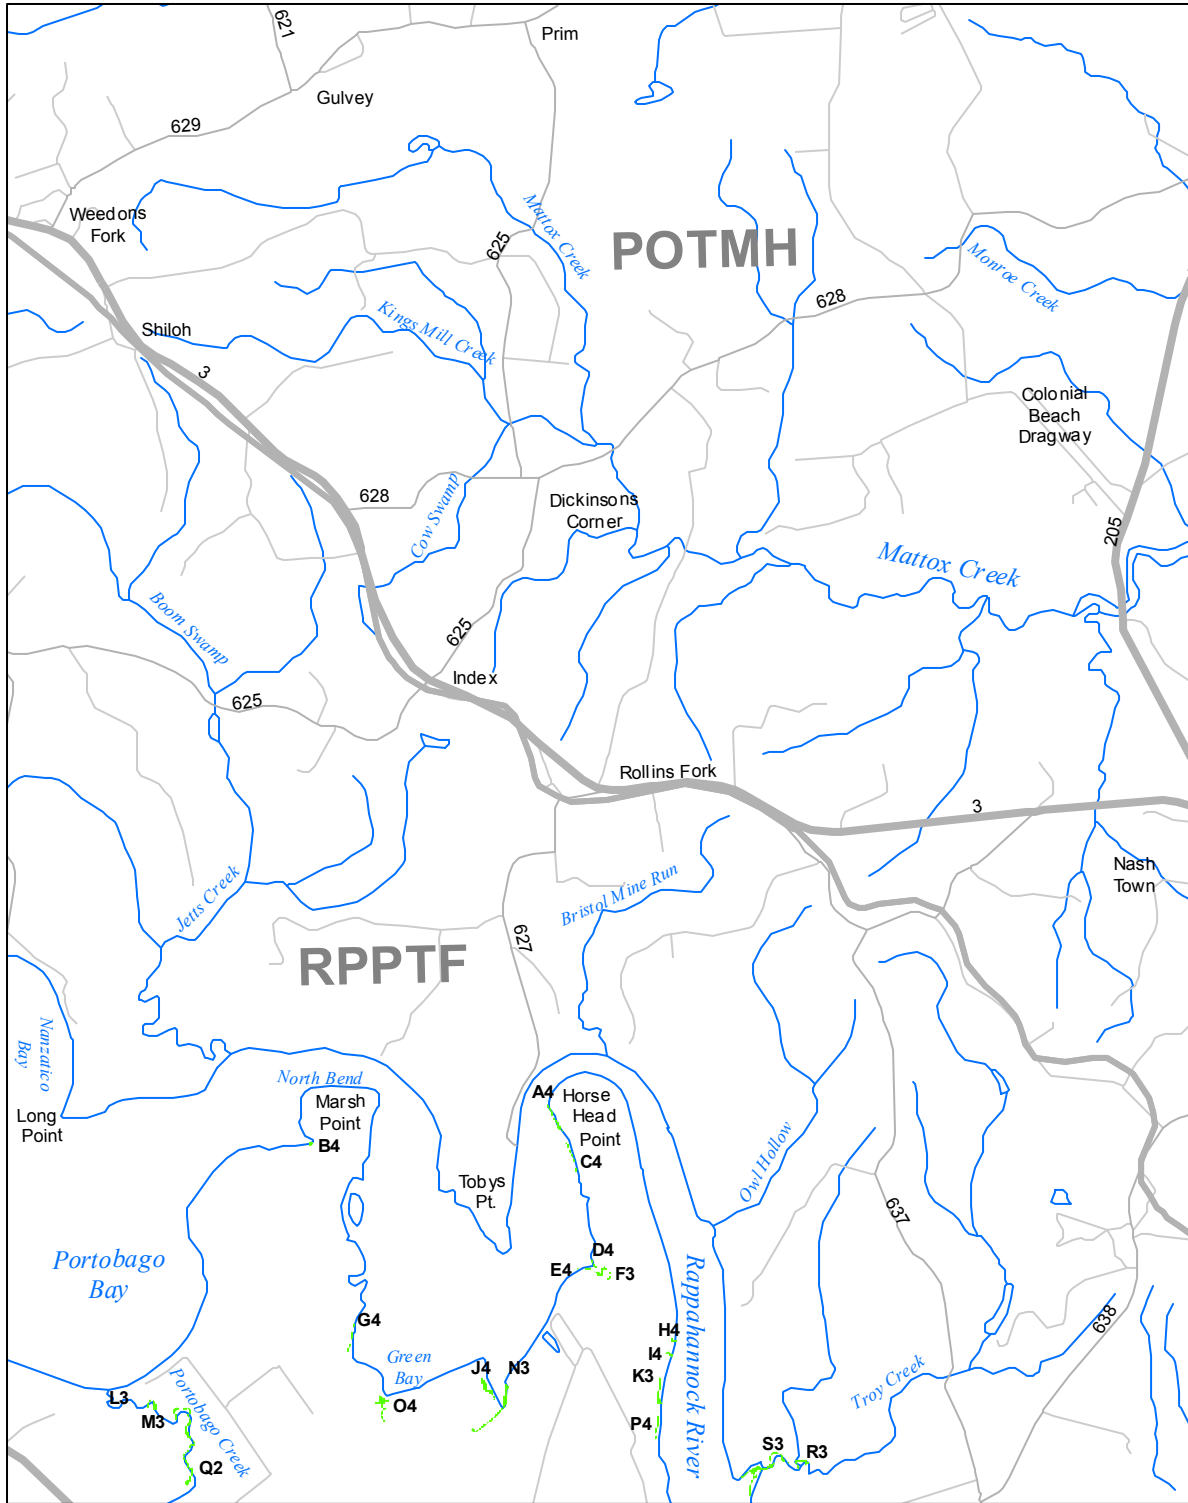 621
Prim
Gulvey
629
Weedons
Fork
Mattox Creek
625
POTMH
Monroe Creek
628
Kings Mill Creek
Shiloh
3
Colonial
Beach
Dragway
628
Cow Swamp
Dickinsons
Corner
205
Mattox Creek
Boom Swamp
625
Index
625
Rollins Fork
3
Nash
Town
Jetts Creek
Bristol Mine Run
627
RPPTF
Nanzatico
Bay
North Bend
Long
Point
Marsh
Point
B4
A4
Horse
Head
Point
C4
Tobys
Pt.
Owl Hollow
637
Portobago
Bay
D4
E4
F3
Rappahannock River
638
G4
H4
I4
Green
Bay
J4
N3
K3
Troy Creek
L3
M3
Portobago Creek
O4
P4
Q2
S3
R3